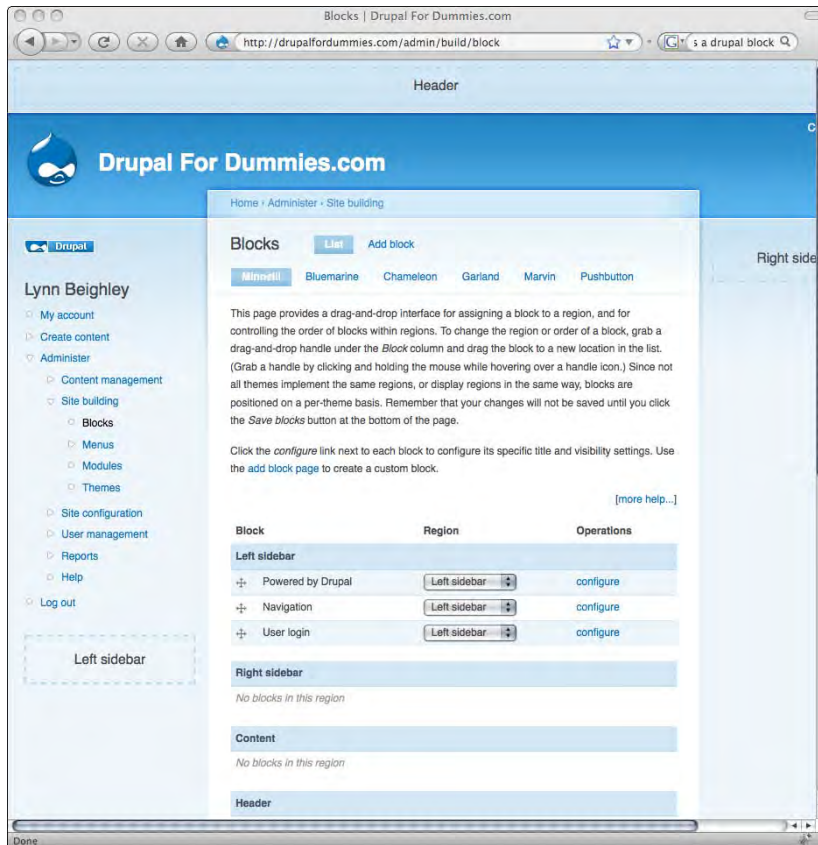 Blocks | Drupal For Dummies.com
http://drupalfordummies.com/admin/build/block
s a drupal block
Header
C
Drupal For Dummies.com
Home › Administer › Site building
Drupal
Lynn Beighley
My account
Create content
Administer
Content management
Site building
Blocks
Menus
Modules
Themes
Site configuration
User management
Reports
Help
Log out
Left sidebar
Blocks List Add block
Minnelli Bluemarine Chameleon Garland Marvin Pushbutton
This page provides a drag-and-drop interface for assigning a block to a region, and for
controlling the order of blocks within regions. To change the region or order of a block, grab a
drag-and-drop handle under the Block column and drag the block to a new location in the list.
(Grab a handle by clicking and holding the mouse while hovering over a handle icon.) Since not
all themes implement the same regions, or display regions in the same way, blocks are
positioned on a per-theme basis. Remember that your changes will not be saved until you click
the Save blocks button at the bottom of the page.
Click the configure link next to each block to configure its specific title and visibility settings. Use
the add block page to create a custom block.
[more help...]
Block Region Operations
Left sidebar
Powered by Drupal Left sidebar configure
Navigation Left sidebar configure
User login Left sidebar configure
Right sidebar
No blocks in this region
Content
No blocks in this region
Header
Right side
Done